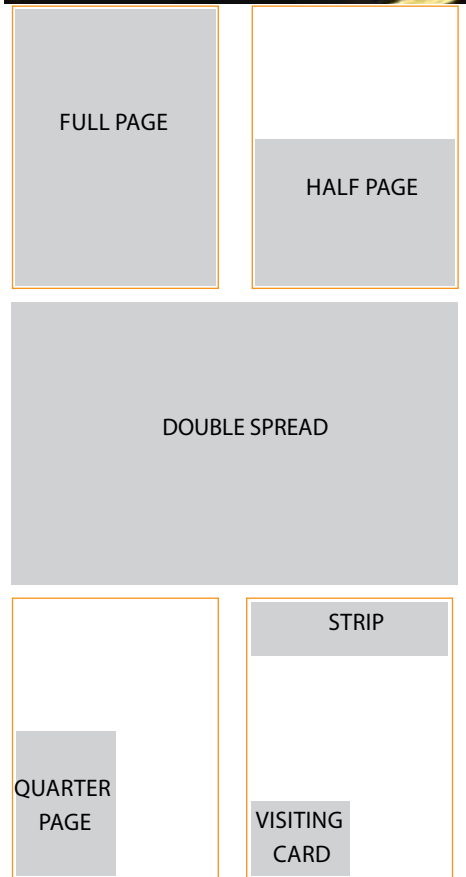 FULL PAGE
HALF PAGE
DOUBLE SPREAD
QUARTER
PAGE
STRIP
VISITING
CARD